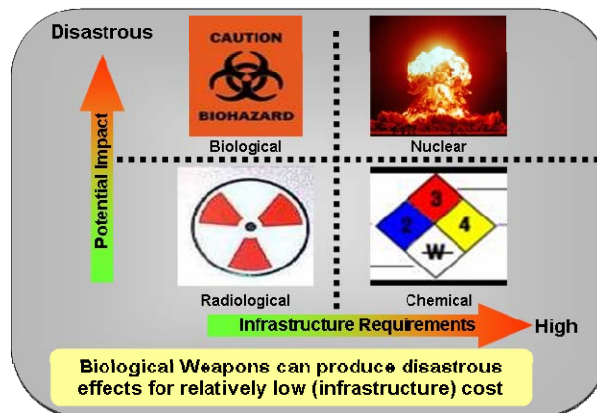 Disastrous
CAUTION
BIOHAZARD
Biological
Nuclear
Potential Impact
3
2
4
W
Radiological
Chemical
Infrastructure Requirements
High
Biological Weapons can produce disastrous
effects for relatively low (infrastructure) cost